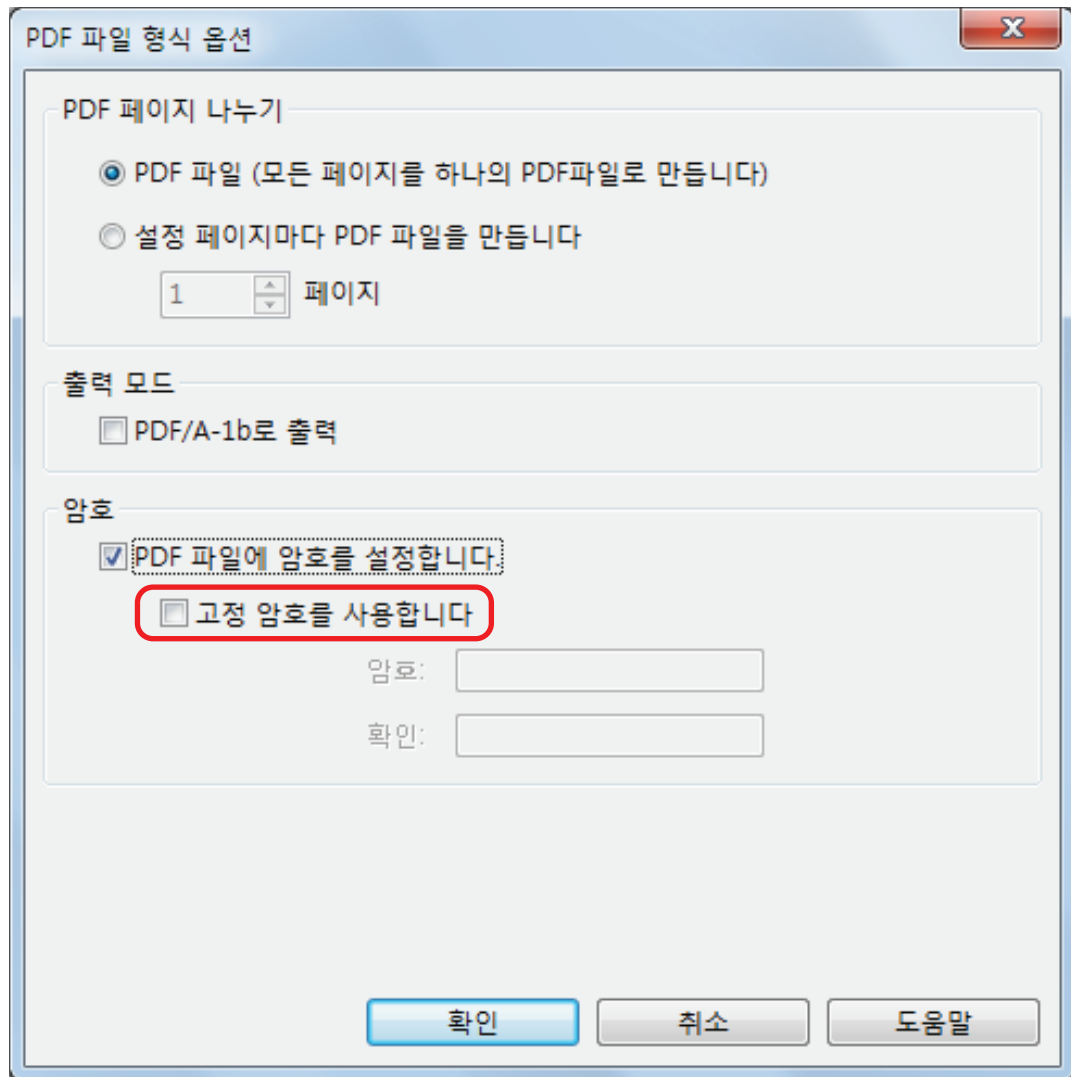 PDF 파일 형식 옵션
PDF 페이지 나누기
PDF 파일 (모든 페이지를 하나의 PDF파일로 만듭니다)
설정 페이지마다 PDF 파일을 만듭니다
1 페이지
출력 모드
PDF/A-1b로 출력
암호
PDF 파일에 암호를 설정합니다.
고정 암호를 사용합니다
암호:
확인:
확인 취소 도움말